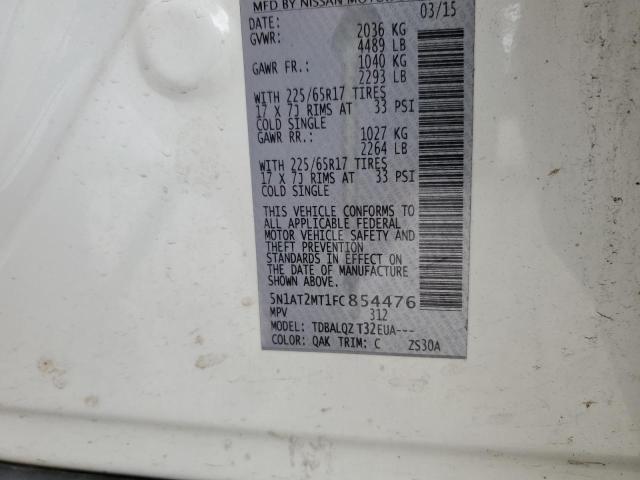 MFD BY NISSAN MOTOR
DATE: 03/15
GVWR: 2036 KG
4489 LB
GAWR FR.: 1040 KG
2293 LB
WITH 225/65R17 TIRES
17 X 7J RIMS AT 33 PSI
COLD SINGLE
GAWR RR.: 1027 KG
2264 LB
WITH 225/65R17 TIRES
17 X 7J RIMS AT 33 PSI
COLD SINGLE
THIS VEHICLE CONFORMS TO
ALL APPLICABLE FEDERAL
MOTOR VEHICLE SAFETY AND
THEFT PREVENTION
STANDARDS IN EFFECT ON
THE DATE OF MANUFACTURE
SHOWN ABOVE.
5N1AT2MT1FC854476
MPV 312
MODEL: TDBALQZ T32EUA---
COLOR: QAK TRIM: C ZS30A